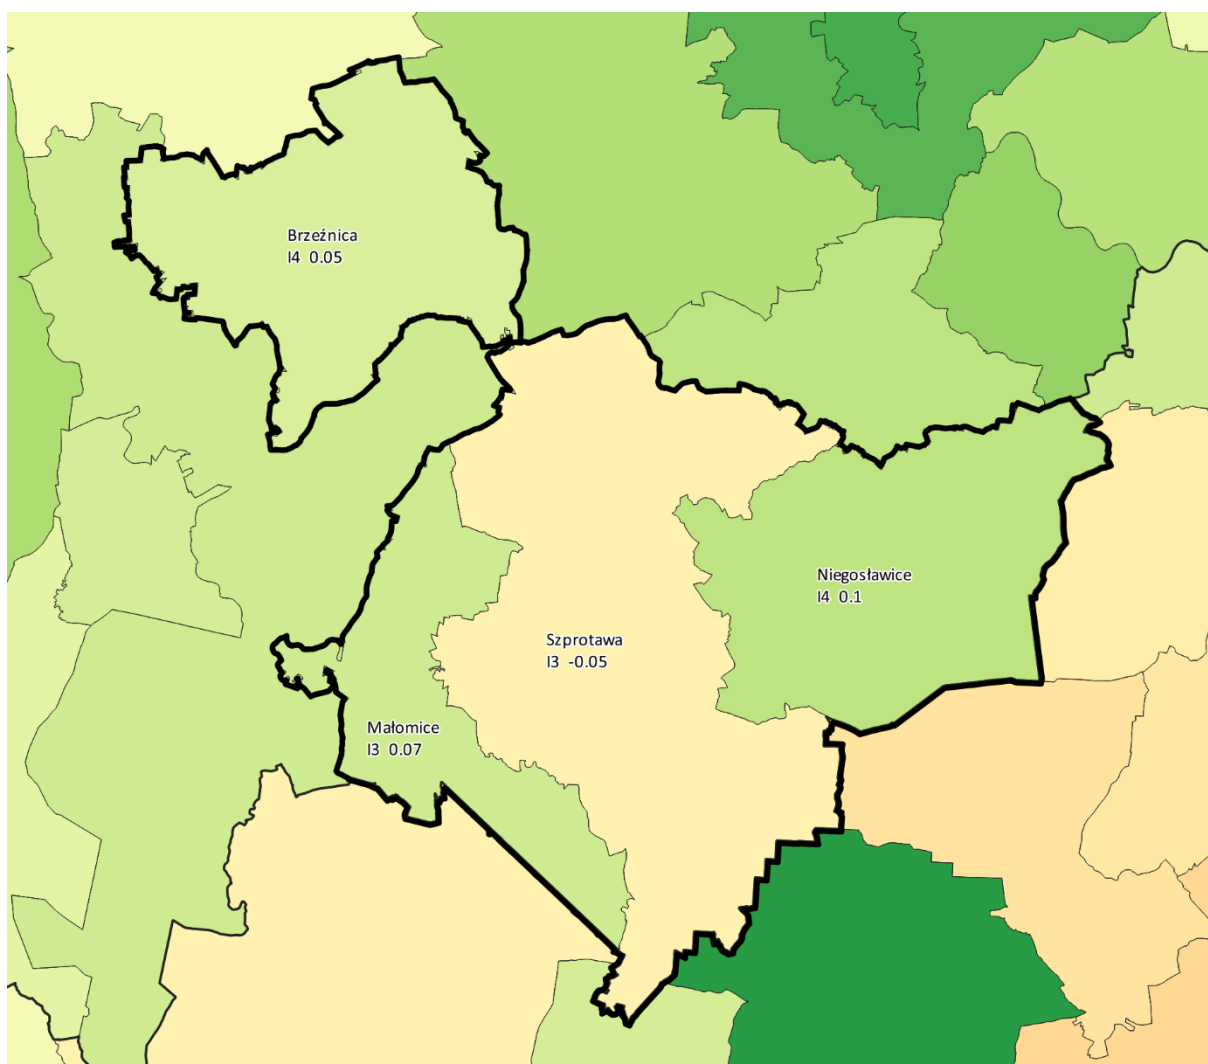 Brzeźnica
I4 0.05
Niegosławice
I4 0.1
Szprotawa
I3 -0.05
Małomice
I3 0.07